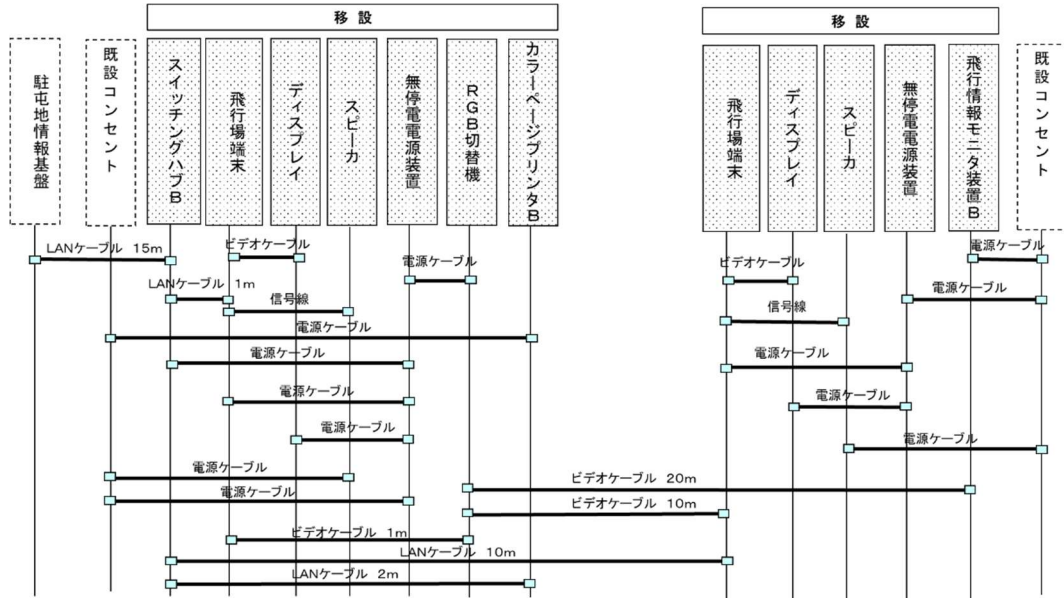 移 設
移 設
駐屯地情報基盤
既設コンセント
スイッチングハブB
飛行場端末
ディスプレイ
スピーカ
無停電電源装置
RGB切替機
カラーページプリンタB
飛行場端末
ディスプレイ
スピーカ
無停電電源装置
飛行情報モニタ装置B
既設コンセント
LANケーブル 15m
ビデオケーブル
電源ケーブル
LANケーブル 1m
信号線
電源ケーブル
電源ケーブル
電源ケーブル
電源ケーブル
電源ケーブル
電源ケーブル
電源ケーブル
ビデオケーブル
電源ケーブル
信号線
電源ケーブル
電源ケーブル
電源ケーブル
ビデオケーブル 20m
ビデオケーブル 10m
ビデオケーブル 1m
LANケーブル 10m
LANケーブル 2m